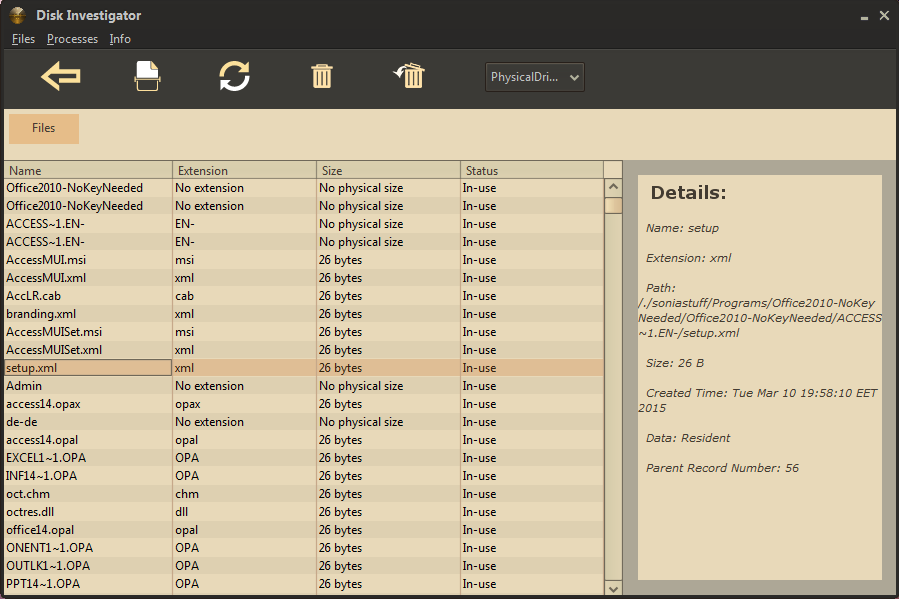 Disk Investigator
Files Processes Info
PhysicalDri...
Files
Name Extension Size Status
Office2010-NoKeyNeeded No extension No physical size In-use
Office2010-NoKeyNeeded No extension No physical size In-use
ACCESS~1.EN- EN- No physical size In-use
ACCESS~1.EN- EN- No physical size In-use
AccessMUI.msi msi 26 bytes In-use
AccessMUI.xml xml 26 bytes In-use
AccLR.cab cab 26 bytes In-use
branding.xml xml 26 bytes In-use
AccessMUISet.msi msi 26 bytes In-use
AccessMUISet.xml xml 26 bytes In-use
setup.xml xml 26 bytes In-use
Admin No extension No physical size In-use
access14.opax opax 26 bytes In-use
de-de No extension No physical size In-use
access14.opal opal 26 bytes In-use
EXCEL1~1.OPA OPA 26 bytes In-use
INF14~1.OPA OPA 26 bytes In-use
oct.chm chm 26 bytes In-use
octres.dll dll 26 bytes In-use
office14.opal opal 26 bytes In-use
ONENT1~1.OPA OPA 26 bytes In-use
OUTLK1~1.OPA OPA 26 bytes In-use
PPT14~1.OPA OPA 26 bytes In-use
Details:
Name: setup
Extension: xml
Path:
/./soniastuff/Programs/Office2010-NoKey
Needed/Office2010-NoKeyNeeded/ACCESS
~1.EN-/setup.xml
Size: 26 B
Created Time: Tue Mar 10 19:58:10 EET
2015
Data: Resident
Parent Record Number: 56